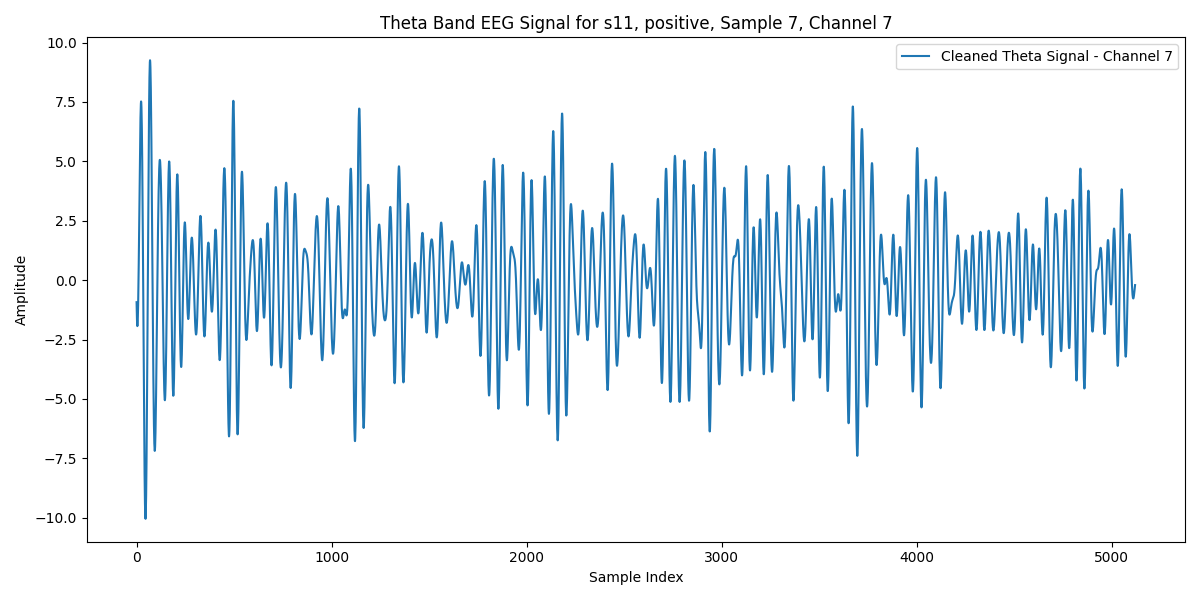 Theta Band EEG Signal for s11, positive, Sample 7, Channel 7
Cleaned Theta Signal - Channel 7
Amplitude
10.0
7.5
5.0
2.5
0.0
−2.5
−5.0
−7.5
−10.0
0 1000 2000 3000 4000 5000
Sample Index